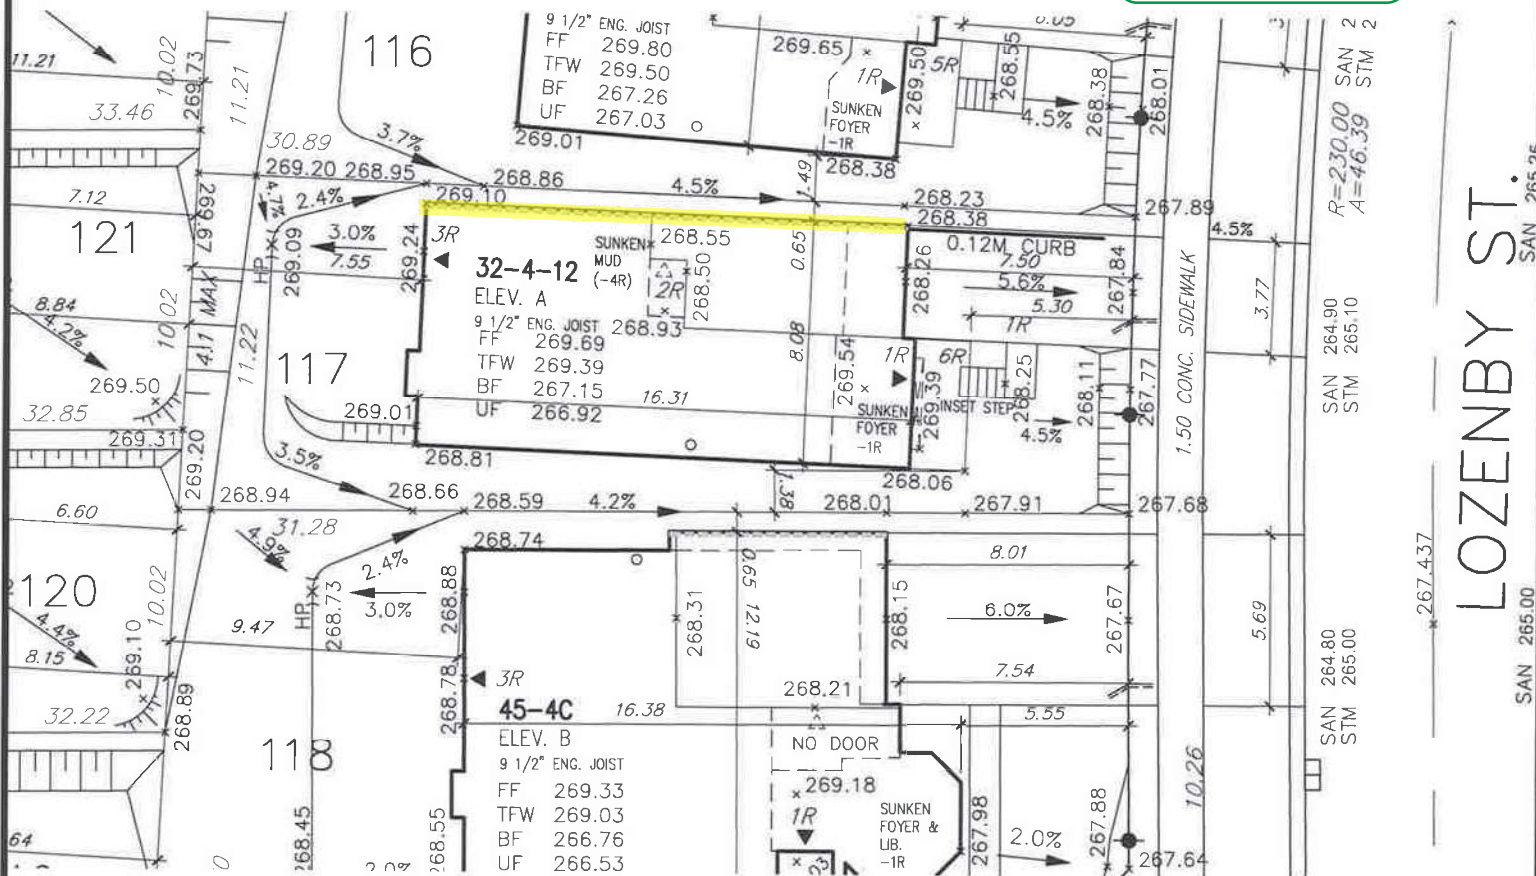 9 1/2" ENG. JOIST
FF 269.80
TFW 269.50
BF 267.26
UF 267.03
116
269.65
1R
5R
269.50
268.55
SUNKEN
FOYER
-1R
4.5%
268.38
268.01
269.01
268.38
1.49
11.21
10.02
269.73
11.21
33.46
30.89
3.7%
269.20
268.95
268.86
4.5%
268.23
267.89
269.10
268.38
4.7%
2.4%
7.12
269.67
121
HP
269.09
3.0%
7.55
269.24
3R
32-4-12
ELEV. A
9 1/2" ENG. JOIST
FF 269.69
TFW 269.39
BF 267.15
UF 266.92
SUNKEN
MUD
(-4R)
268.55
268.50
2R
268.93
0.65
8.08
269.54
16.31
268.26
0.12M CURB
7.50
5.6%
5.30
1R
267.84
4.5%
1R
6R
269.39
268.25
INSET STEP
SUNKEN
FOYER
-1R
4.5%
268.11
267.77
1.50 CONC. SIDEWALK
3.77
8.84
4.2%
10.02
4:1 MAX
11.22
117
269.50
32.85
269.31
269.20
269.01
268.81
3.5%
268.06
1.38
268.94
268.66
268.59
4.2%
268.01
267.91
267.68
6.60
31.28
4.9%
268.74
2.4%
3.0%
HP
268.73
268.88
120
10.02
4.4%
8.15
269.10
9.47
268.78
3R
45-4C
ELEV. B
9 1/2" ENG. JOIST
FF 269.33
TFW 269.03
BF 266.76
UF 266.53
16.38
268.31
0.65
12.19
268.21
268.15
8.01
6.0%
267.67
7.54
5.55
5.69
NO DOOR
269.18
1R
SUNKEN
FOYER &
LIB.
-1R
267.98
2.0%
267.88
267.64
10.26
32.22
268.89
118
268.45
268.55
64
R=230.00
A=46.39
SAN 2
STM 2
SAN 264.90
STM 265.10
SAN 264.80
STM 265.00
267.437
LOZENBY ST.
SAN 265.26
SAN 265.00